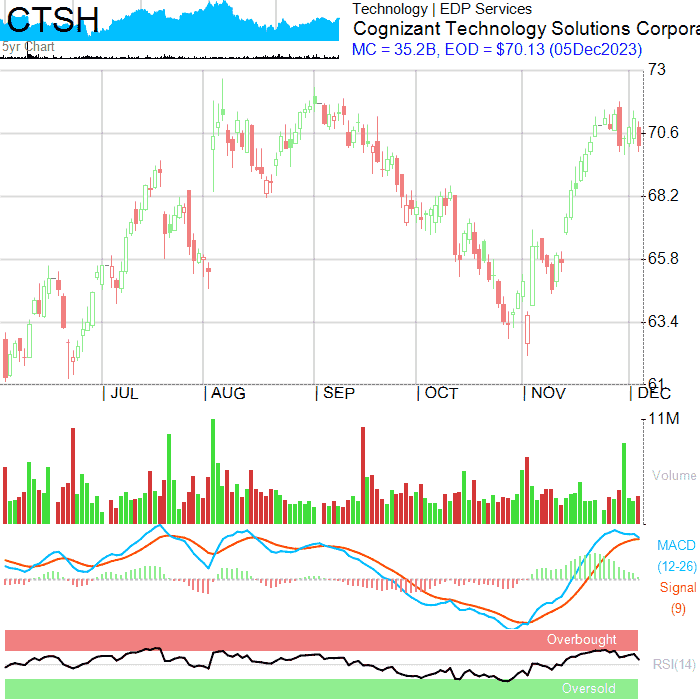 CTSH
5yr Chart
Technology | EDP Services
Cognizant Technology Solutions Corpora
MC = 35.2B, EOD = $70.13 (05Dec2023)
73
70.6
68.2
65.8
63.4
61
| JUL | AUG | SEP | OCT | NOV | DEC
11M
Volume
MACD
(12-26)
Signal
(9)
Overbought
RSI(14)
Oversold